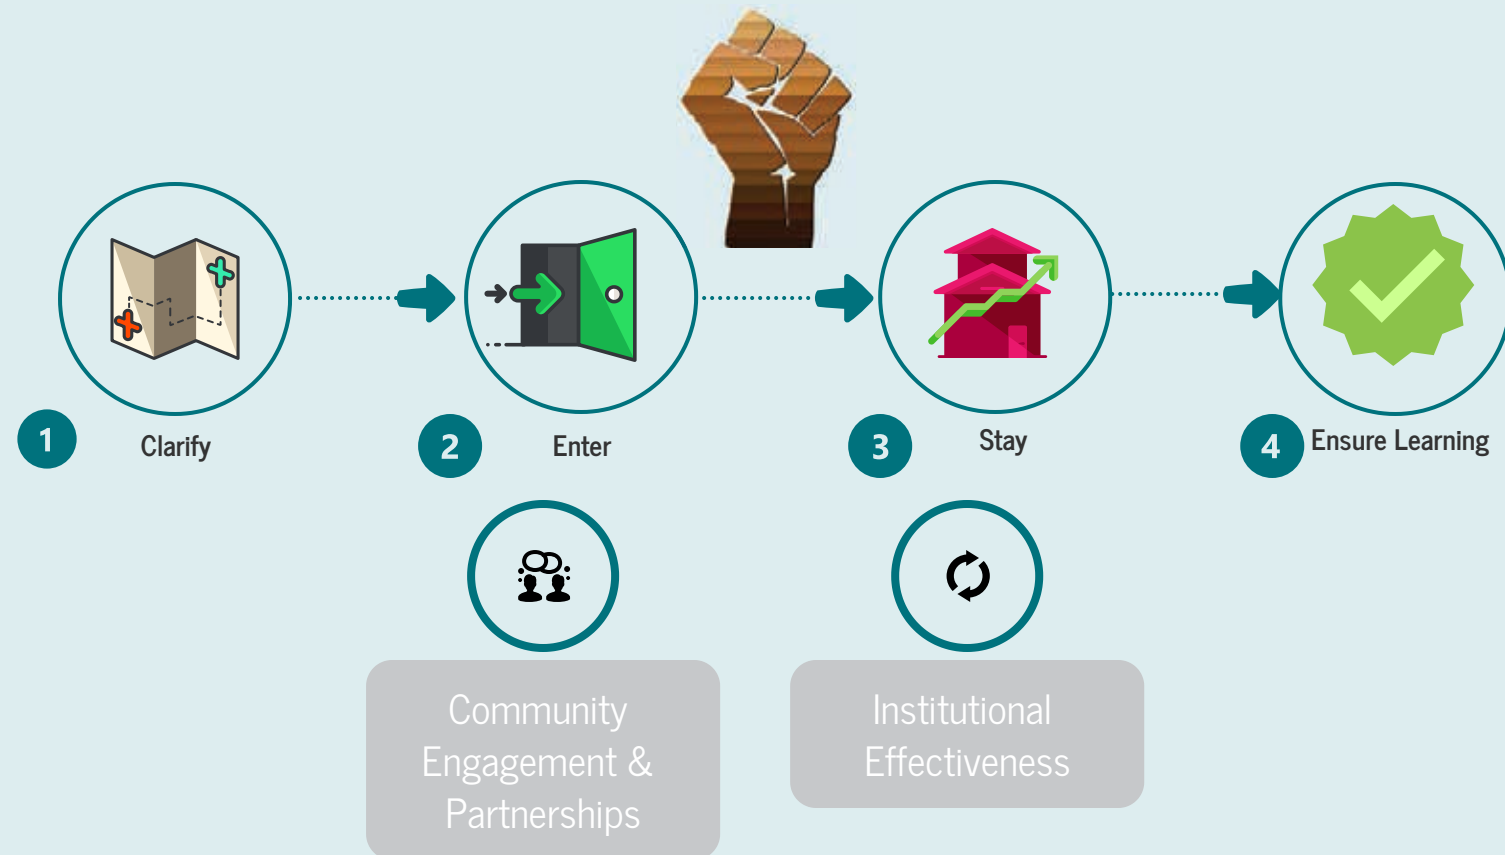 1
Clarify
2
Enter
3
Stay
4
Ensure Learning
Community
Engagement &
Partnerships
Institutional
Effectiveness